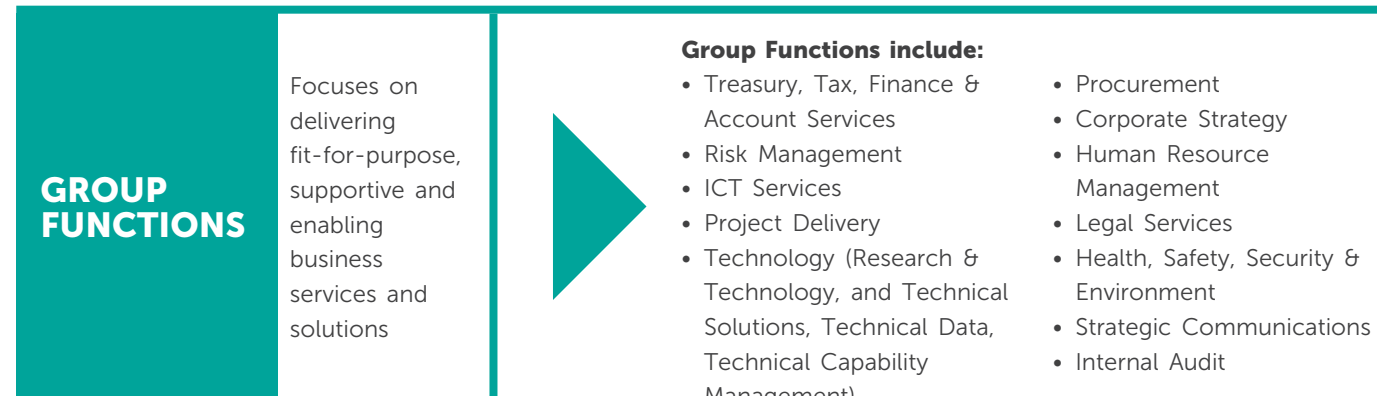 GROUP
FUNCTIONS
Focuses on
delivering
fit-for-purpose,
supportive and
enabling
business
services and
solutions
Group Functions include:
• Treasury, Tax, Finance &
Account Services
• Risk Management
• ICT Services
• Project Delivery
• Technology (Research &
Technology, and Technical
Solutions, Technical Data,
Technical Capability
Management)
• Procurement
• Corporate Strategy
• Human Resource
Management
• Legal Services
• Health, Safety, Security &
Environment
• Strategic Communications
• Internal Audit